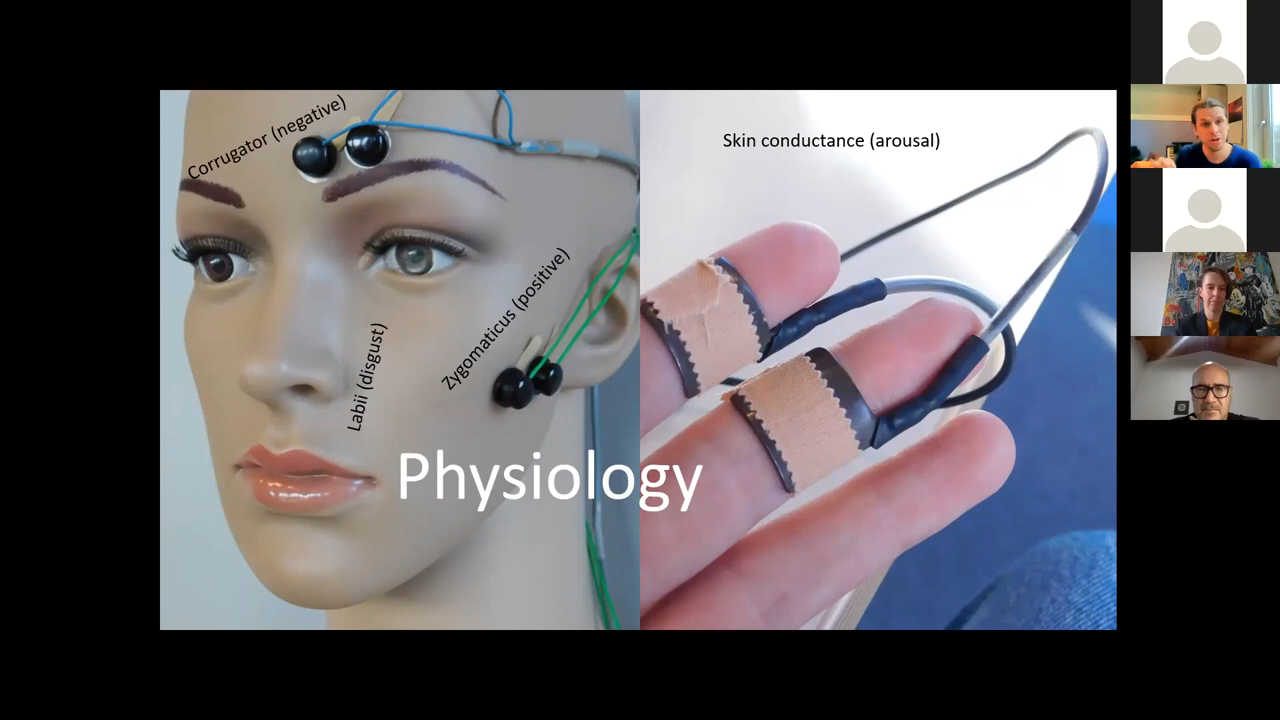 Corrugator (negative)
Skin conductance (arousal)
Zygomaticus (positive)
Labii (disgust)
Physiology